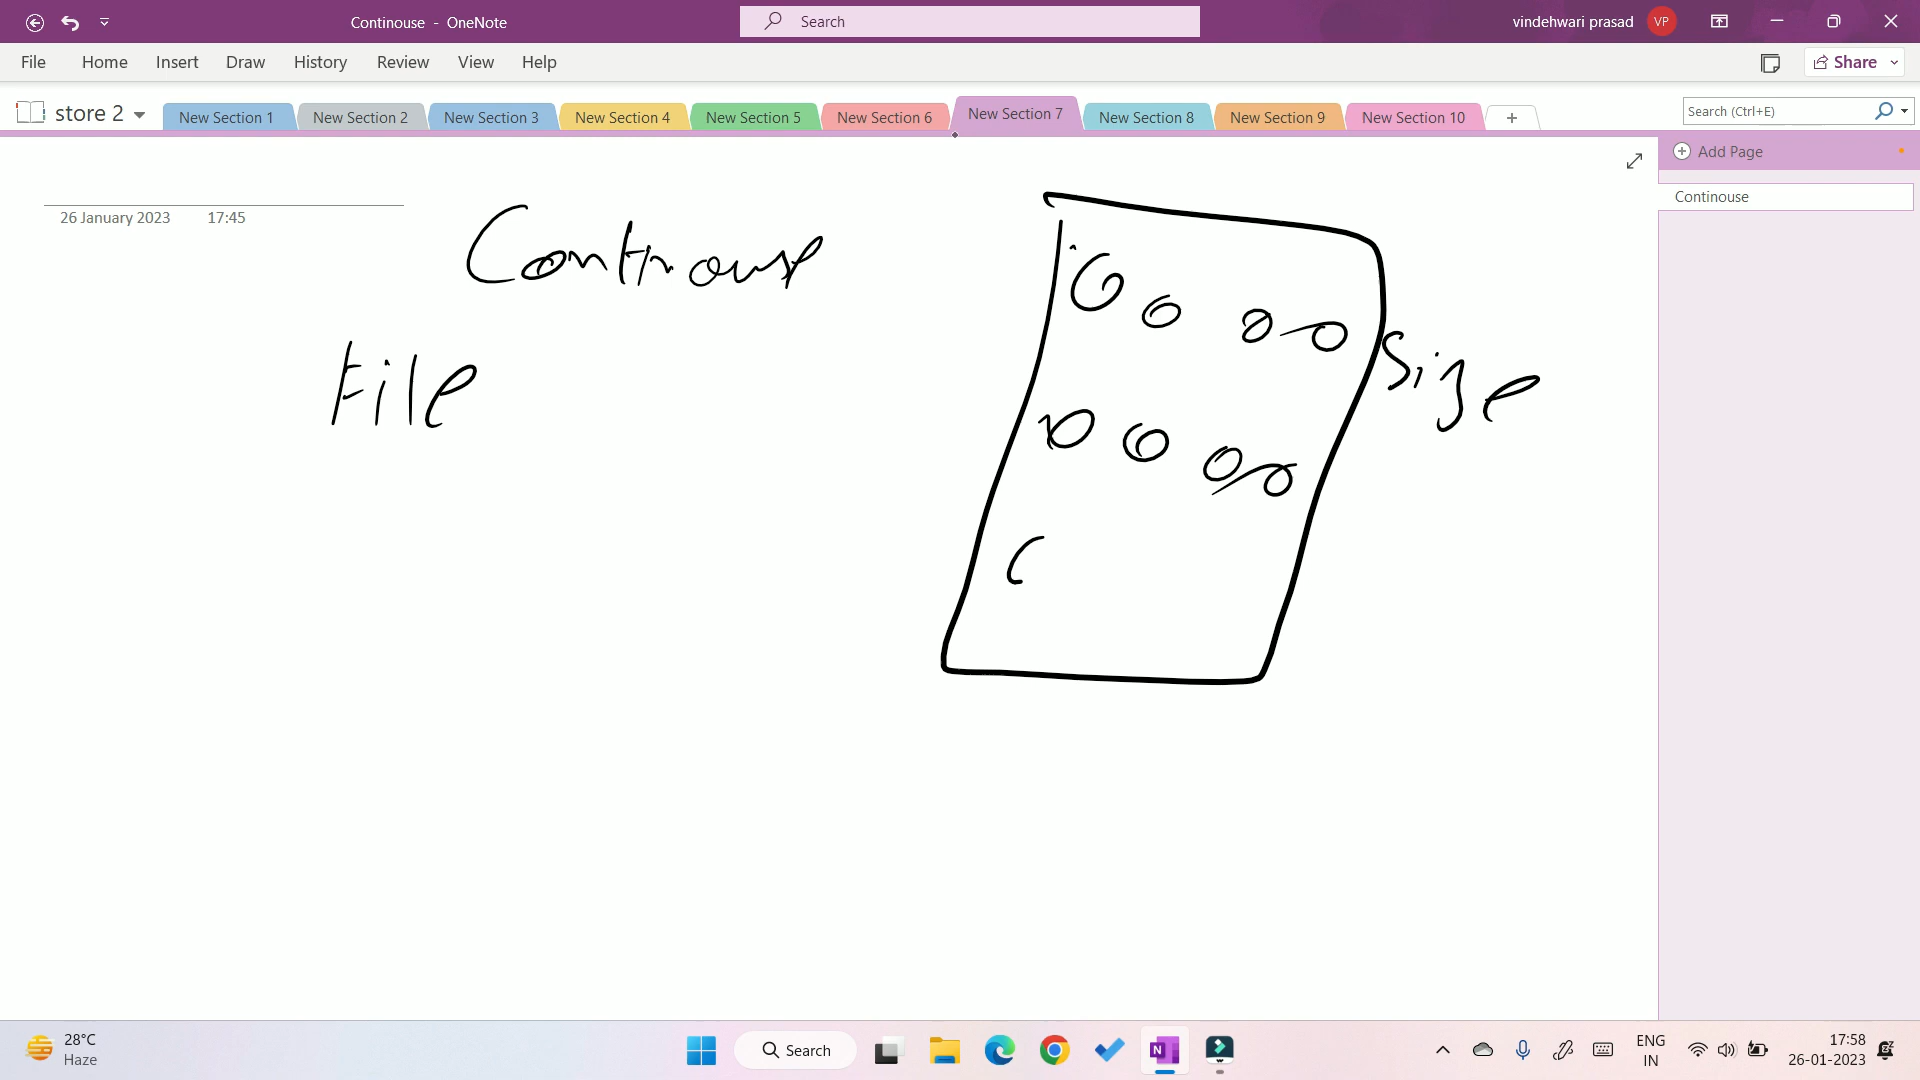 Continouse - OneNote
Search
vindehwari prasad
VP
File Home Insert Draw History Review View Help
Share
store 2
New Section 1
New Section 2
New Section 3
New Section 4
New Section 5
New Section 6
New Section 7
New Section 8
New Section 9
New Section 10
Search (Ctrl+E)
Add Page
Continouse
26 January 2023 17:45
Continouse
File
Size
28°C
Haze
Search
ENG
IN
17:58
26-01-2023